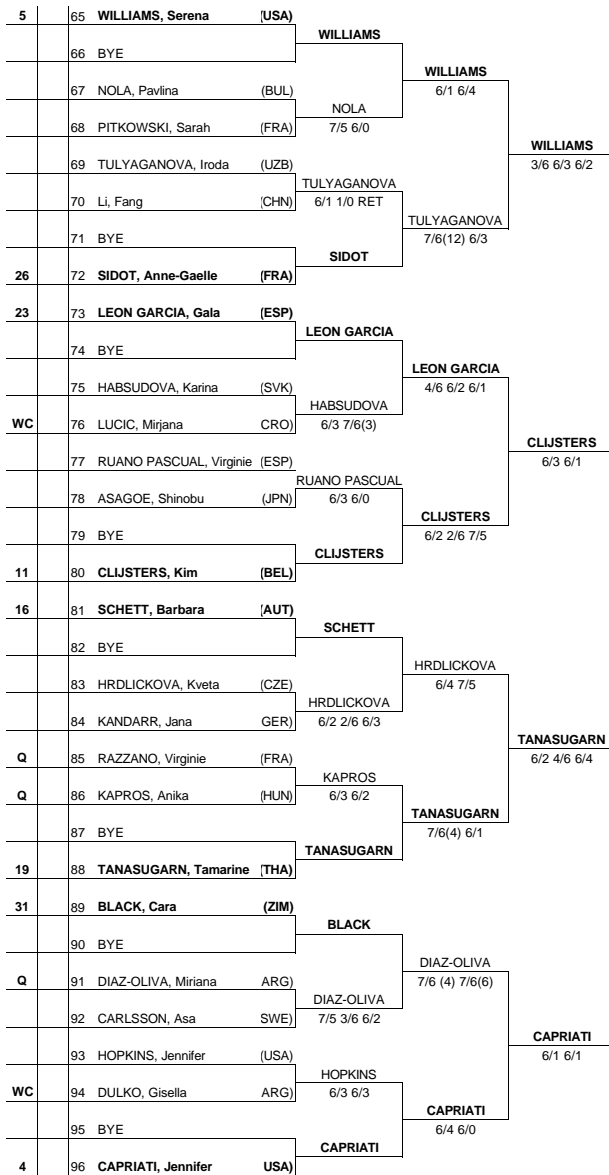 5 65 WILLIAMS, Serena (USA)
WILLIAMS
66 BYE
WILLIAMS
67 NOLA, Pavlina (BUL) 6/1 6/4
NOLA
68 PITKOWSKI, Sarah (FRA) 7/5 6/0
WILLIAMS
69 TULYAGANOVA, Iroda (UZB) 3/6 6/3 6/2
TULYAGANOVA
70 Li, Fang (CHN) 6/1 1/0 RET
TULYAGANOVA
71 BYE 7/6(12) 6/3
SIDOT
26 72 SIDOT, Anne-Gaelle (FRA)
23 73 LEON GARCIA, Gala (ESP)
LEON GARCIA
74 BYE
LEON GARCIA
75 HABSUDOVA, Karina (SVK) 4/6 6/2 6/1
HABSUDOVA
WC 76 LUCIC, Mirjana CRO) 6/3 7/6(3)
CLIJSTERS
77 RUANO PASCUAL, Virginie (ESP) 6/3 6/1
RUANO PASCUAL
78 ASAGOE, Shinobu (JPN) 6/3 6/0
CLIJSTERS
79 BYE 6/2 2/6 7/5
CLIJSTERS
11 80 CLIJSTERS, Kim (BEL)
16 81 SCHETT, Barbara (AUT)
SCHETT
82 BYE
HRDLICKOVA
83 HRDLICKOVA, Kveta (CZE) 6/4 7/5
HRDLICKOVA
84 KANDARR, Jana GER) 6/2 2/6 6/3
TANASUGARN
Q 85 RAZZANO, Virginie (FRA) 6/2 4/6 6/4
KAPROS
Q 86 KAPROS, Anika (HUN) 6/3 6/2
TANASUGARN
87 BYE 7/6(4) 6/1
TANASUGARN
19 88 TANASUGARN, Tamarine (THA)
31 89 BLACK, Cara (ZIM)
BLACK
90 BYE
DIAZ-OLIVA
Q 91 DIAZ-OLIVA, Miriana ARG) 7/6 (4) 7/6(6)
DIAZ-OLIVA
92 CARLSSON, Asa SWE) 7/5 3/6 6/2
CAPRIATI
93 HOPKINS, Jennifer (USA) 6/1 6/1
HOPKINS
WC 94 DULKO, Gisella ARG) 6/3 6/3
CAPRIATI
95 BYE 6/4 6/0
CAPRIATI
4 96 CAPRIATI, Jennifer USA)